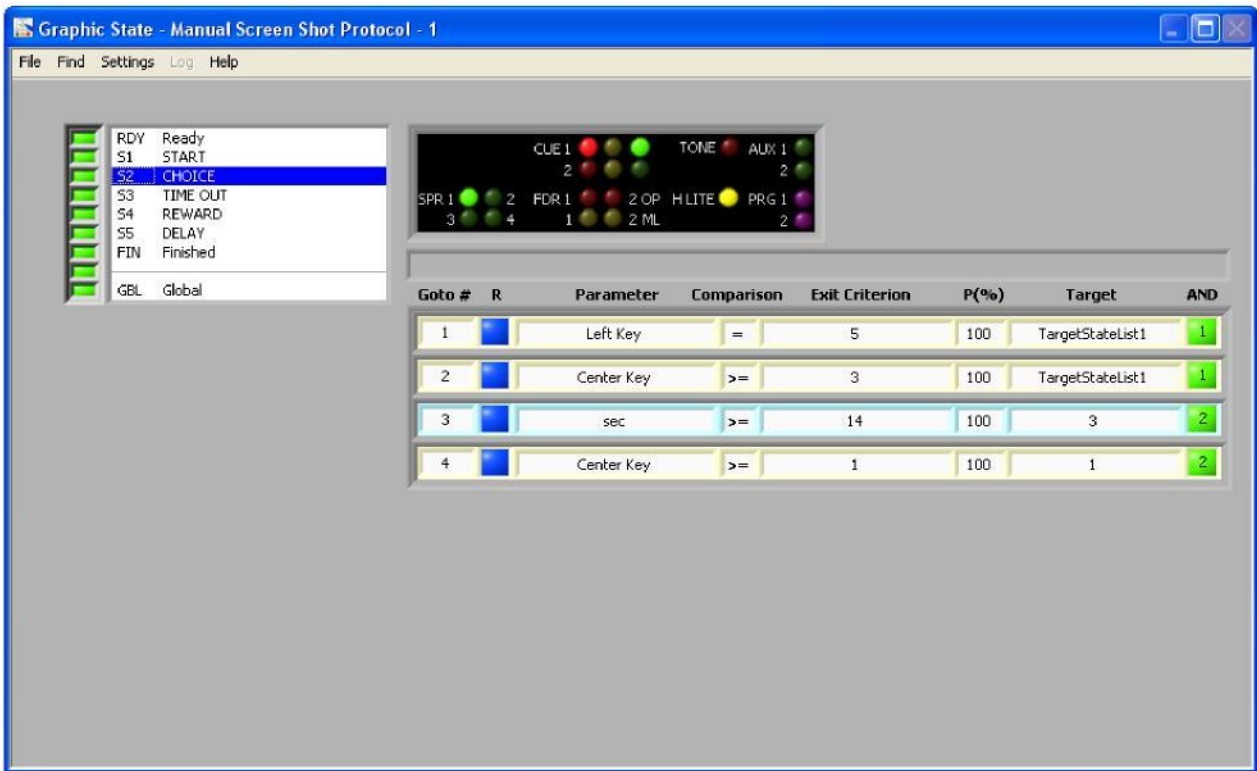 Graphic State - Manual Screen Shot Protocol - 1
File Find Settings Log Help
RDY Ready
S1 START
S2 CHOICE
S3 TIME OUT
S4 REWARD
S5 DELAY
FIN Finished
GBL Global
CUE 1 TONE AUX 1
2 2
SPR 1 2 FDR 1 2 OP H LITE PRG 1
3 4 1 2 ML 2
Goto # R Parameter Comparison Exit Criterion P(%) Target AND
1 Left Key = 5 100 TargetStateList1 1
2 Center Key >= 3 100 TargetStateList1 1
3 sec >= 14 100 3 2
4 Center Key >= 1 100 1 2